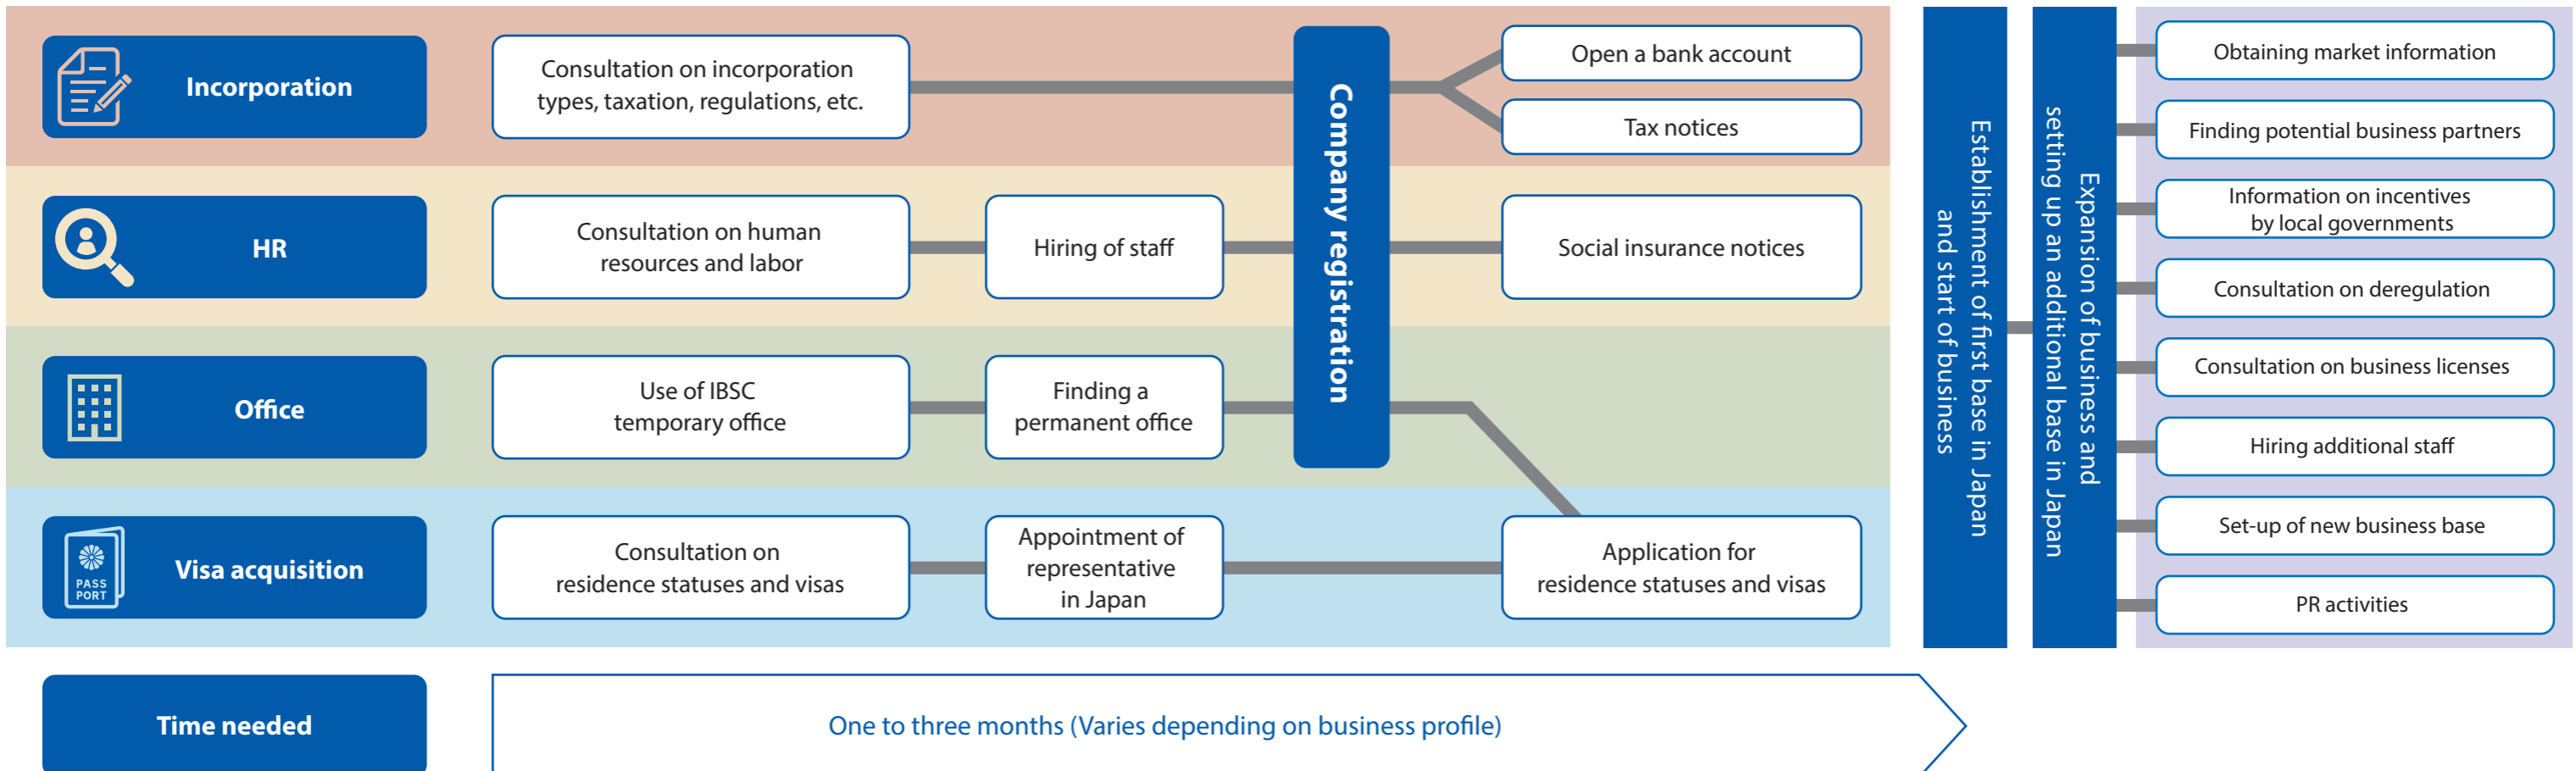 Incorporation
Consultation on incorporation
types, taxation, regulations, etc.
Open a bank account
Tax notices
HR
Consultation on human
resources and labor
Hiring of staff
Social insurance notices
Office
Use of IBSC
temporary office
Finding a
permanent office
PASS
PORT
Visa acquisition
Consultation on
residence statuses and visas
Appointment of
representative
in Japan
Application for
residence statuses and visas
Company registration
Time needed
One to three months (Varies depending on business profile)
Establishment of first base in Japan
and start of business
Expansion of business and
setting up an additional base in Japan
Obtaining market information
Finding potential business partners
Information on incentives
by local governments
Consultation on deregulation
Consultation on business licenses
Hiring additional staff
Set-up of new business base
PR activities